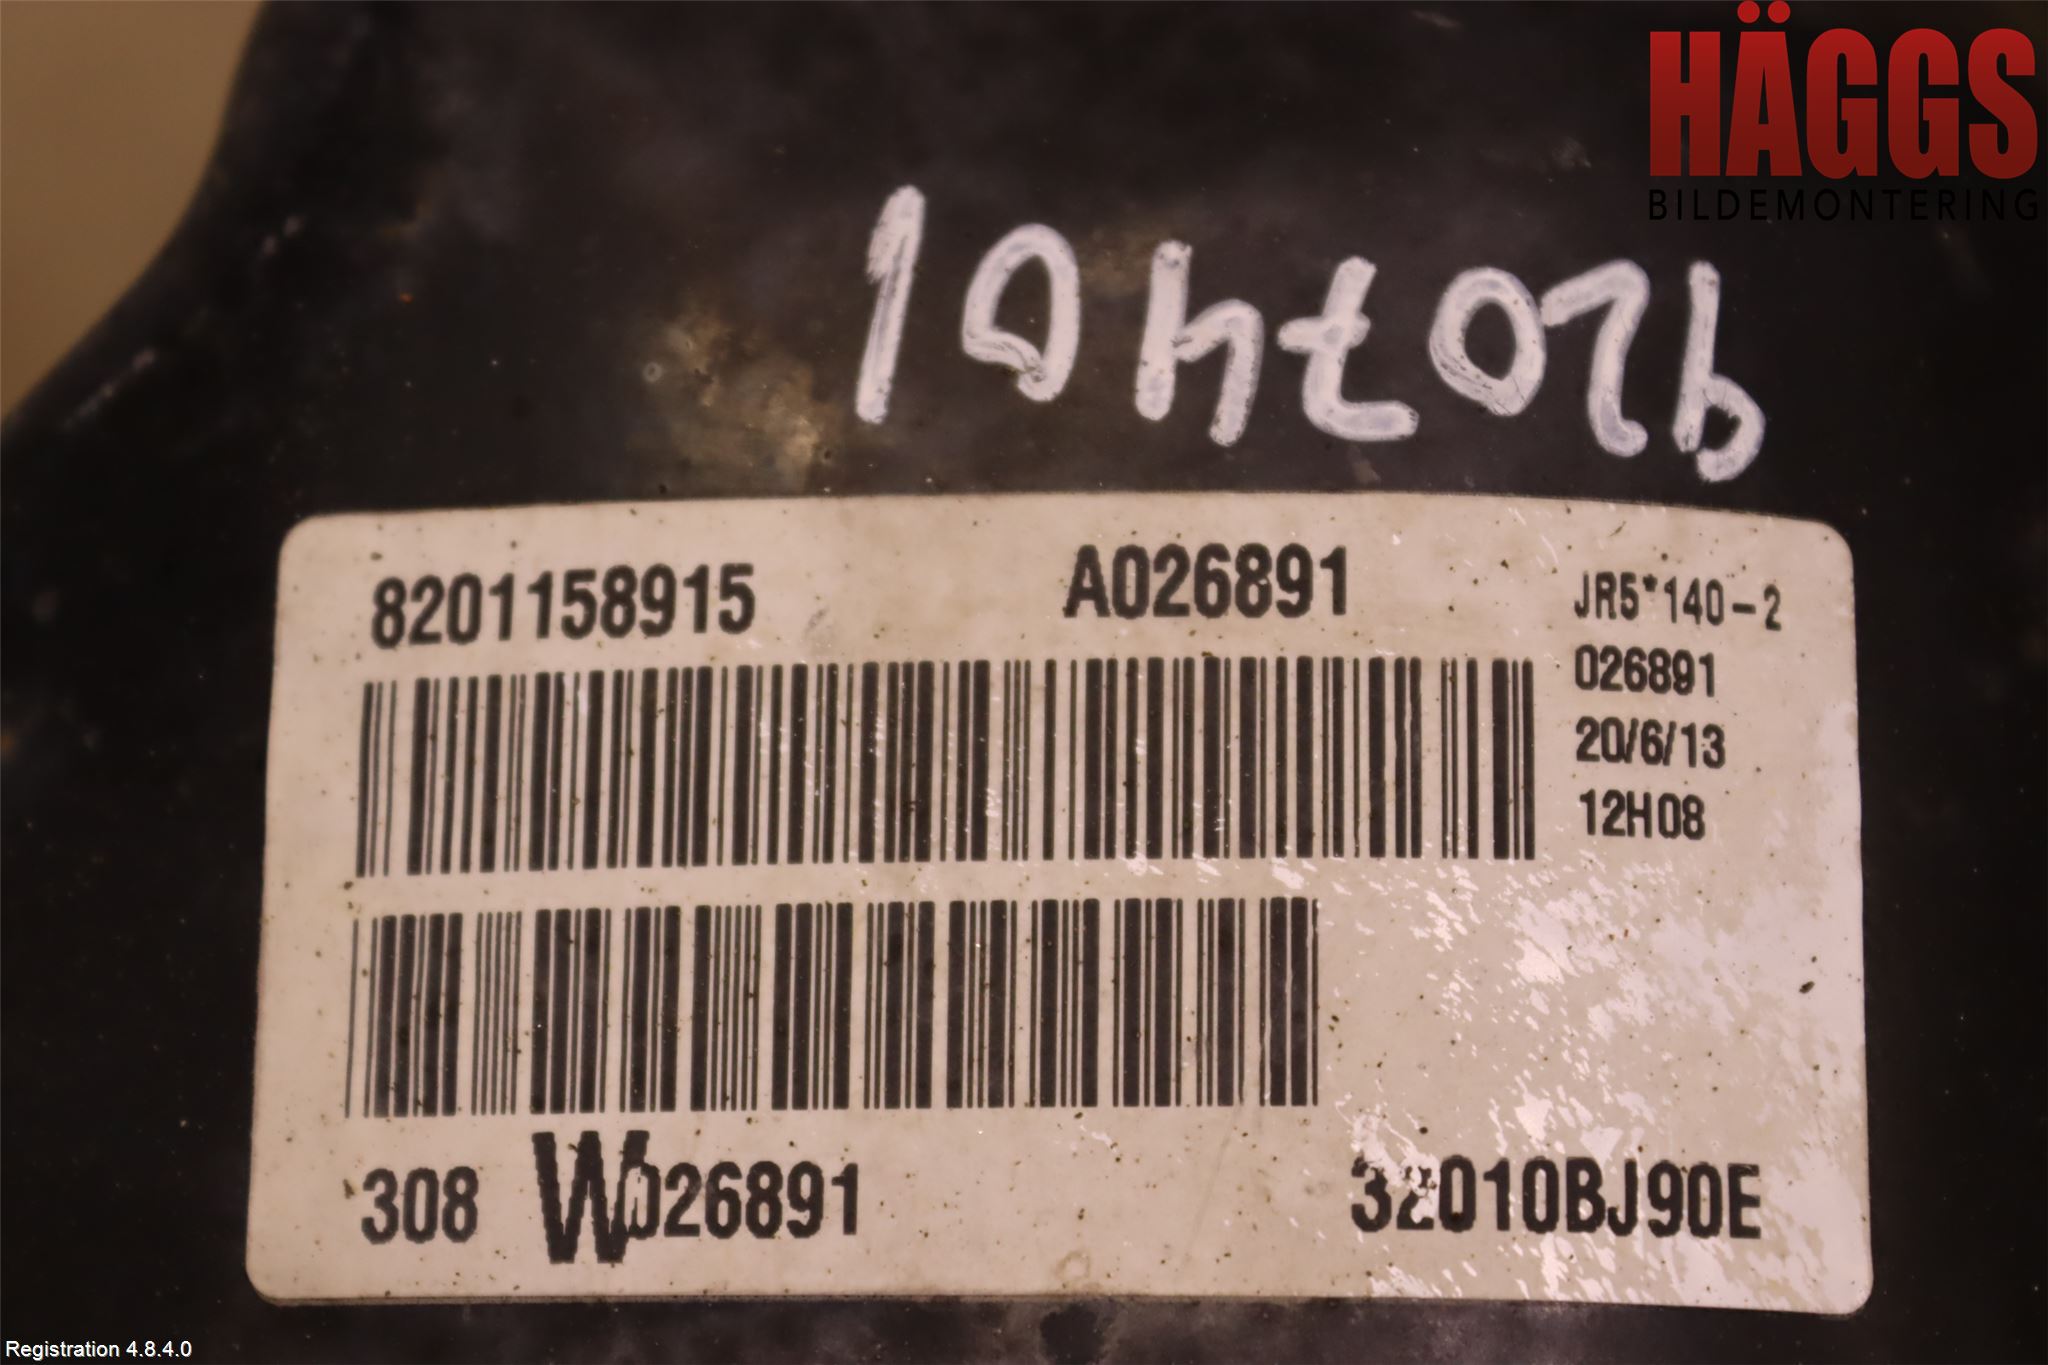 HÄGGS
BILDEMONTERING
9207401
8201158915 A026891 JR5*140-2
026891
20/6/13
12H08
308 W026891 32010BJ90E
Registration 4.8.4.0